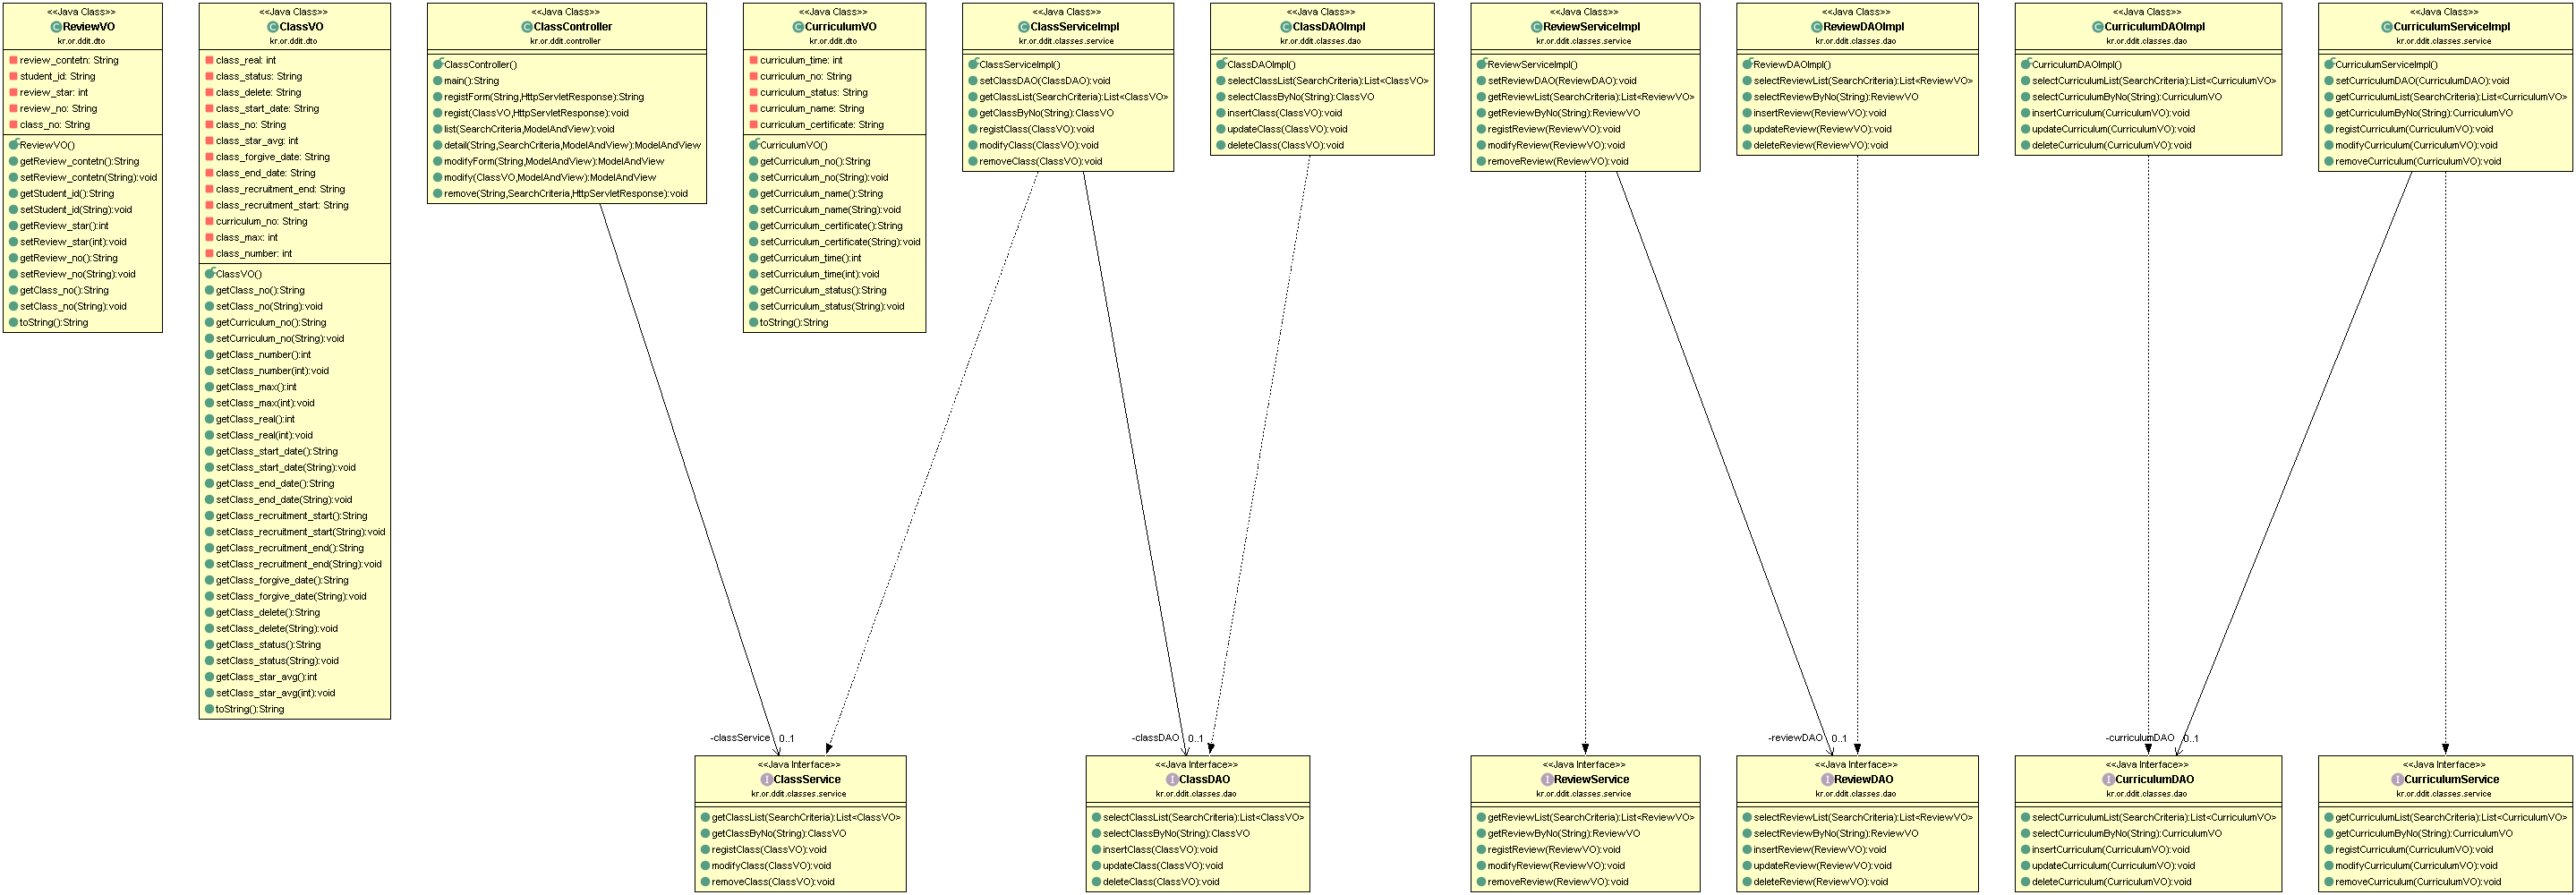 <<Java Class>>
ReviewVO
kr.or.ddit.dto
review_contetn: String
student_id: String
review_star: int
review_no: String
class_no: String
ReviewVO()
getReview_contetn():String
setReview_contetn(String):void
getStudent_id():String
setStudent_id(String):void
getReview_star():int
setReview_star(int):void
getReview_no():String
setReview_no(String):void
getClass_no():String
setClass_no(String):void
toString():String
<<Java Class>>
ClassVO
kr.or.ddit.dto
class_real: int
class_status: String
class_delete: String
class_start_date: String
class_no: String
class_star_avg: int
class_forgive_date: String
class_end_date: String
class_recruitment_end: String
class_recruitment_start: String
curriculum_no: String
class_max: int
class_number: int
ClassVO()
getClass_no():String
setClass_no(String):void
getCurriculum_no():String
setCurriculum_no(String):void
getClass_number():int
setClass_number(int):void
getClass_max():int
setClass_max(int):void
getClass_real():int
setClass_real(int):void
getClass_start_date():String
setClass_start_date(String):void
getClass_end_date():String
setClass_end_date(String):void
getClass_recruitment_start():String
setClass_recruitment_start(String):void
getClass_recruitment_end():String
setClass_recruitment_end(String):void
getClass_forgive_date():String
setClass_forgive_date(String):void
getClass_delete():String
setClass_delete(String):void
getClass_status():String
setClass_status(String):void
getClass_star_avg():int
setClass_star_avg(int):void
toString():String
<<Java Class>>
ClassController
kr.or.ddit.controller
ClassController()
main():String
registForm(String,HttpServletResponse):String
regist(ClassVO,HttpServletResponse):void
list(SearchCriteria,ModelAndView):void
detail(String,SearchCriteria,ModelAndView):ModelAndView
modifyForm(String,ModelAndView):ModelAndView
modify(ClassVO,ModelAndView):ModelAndView
remove(String,SearchCriteria,HttpServletResponse):void
<<Java Class>>
CurriculumVO
kr.or.ddit.dto
curriculum_time: int
curriculum_no: String
curriculum_status: String
curriculum_name: String
curriculum_certificate: String
CurriculumVO()
getCurriculum_no():String
setCurriculum_no(String):void
getCurriculum_name():String
setCurriculum_name(String):void
getCurriculum_certificate():String
setCurriculum_certificate(String):void
getCurriculum_time():int
setCurriculum_time(int):void
getCurriculum_status():String
setCurriculum_status(String):void
toString():String
<<Java Class>>
ClassServiceImpl
kr.or.ddit.classes.service
ClassServiceImpl()
setClassDAO(ClassDAO):void
getClassList(SearchCriteria):List<ClassVO>
getClassByNo(String):ClassVO
registClass(ClassVO):void
modifyClass(ClassVO):void
removeClass(ClassVO):void
<<Java Class>>
ClassDAOImpl
kr.or.ddit.classes.dao
ClassDAOImpl()
selectClassList(SearchCriteria):List<ClassVO>
selectClassByNo(String):ClassVO
insertClass(ClassVO):void
updateClass(ClassVO):void
deleteClass(ClassVO):void
<<Java Class>>
ReviewServiceImpl
kr.or.ddit.classes.service
ReviewServiceImpl()
setReviewDAO(ReviewDAO):void
getReviewList(SearchCriteria):List<ReviewVO>
getReviewByNo(String):ReviewVO
registReview(ReviewVO):void
modifyReview(ReviewVO):void
removeReview(ReviewVO):void
<<Java Class>>
ReviewDAOImpl
kr.or.ddit.classes.dao
ReviewDAOImpl()
selectReviewList(SearchCriteria):List<ReviewVO>
selectReviewByNo(String):ReviewVO
insertReview(ReviewVO):void
updateReview(ReviewVO):void
deleteReview(ReviewVO):void
<<Java Class>>
CurriculumDAOImpl
kr.or.ddit.classes.dao
CurriculumDAOImpl()
selectCurriculumList(SearchCriteria):List<CurriculumVO>
selectCurriculumByNo(String):CurriculumVO
insertCurriculum(CurriculumVO):void
updateCurriculum(CurriculumVO):void
deleteCurriculum(CurriculumVO):void
<<Java Class>>
CurriculumServiceImpl
kr.or.ddit.classes.service
CurriculumServiceImpl()
setCurriculumDAO(CurriculumDAO):void
getCurriculumList(SearchCriteria):List<CurriculumVO>
getCurriculumByNo(String):CurriculumVO
registCurriculum(CurriculumVO):void
modifyCurriculum(CurriculumVO):void
removeCurriculum(CurriculumVO):void
-classService 0..1
-classDAO 0..1
-reviewDAO 0..1
-curriculumDAO 0..1
<<Java Interface>>
ClassService
kr.or.ddit.classes.service
getClassList(SearchCriteria):List<ClassVO>
getClassByNo(String):ClassVO
registClass(ClassVO):void
modifyClass(ClassVO):void
removeClass(ClassVO):void
<<Java Interface>>
ClassDAO
kr.or.ddit.classes.dao
selectClassList(SearchCriteria):List<ClassVO>
selectClassByNo(String):ClassVO
insertClass(ClassVO):void
updateClass(ClassVO):void
deleteClass(ClassVO):void
<<Java Interface>>
ReviewService
kr.or.ddit.classes.service
getReviewList(SearchCriteria):List<ReviewVO>
getReviewByNo(String):ReviewVO
registReview(ReviewVO):void
modifyReview(ReviewVO):void
removeReview(ReviewVO):void
<<Java Interface>>
ReviewDAO
kr.or.ddit.classes.dao
selectReviewList(SearchCriteria):List<ReviewVO>
selectReviewByNo(String):ReviewVO
insertReview(ReviewVO):void
updateReview(ReviewVO):void
deleteReview(ReviewVO):void
<<Java Interface>>
CurriculumDAO
kr.or.ddit.classes.dao
selectCurriculumList(SearchCriteria):List<CurriculumVO>
selectCurriculumByNo(String):CurriculumVO
insertCurriculum(CurriculumVO):void
updateCurriculum(CurriculumVO):void
deleteCurriculum(CurriculumVO):void
<<Java Interface>>
CurriculumService
kr.or.ddit.classes.service
getCurriculumList(SearchCriteria):List<CurriculumVO>
getCurriculumByNo(String):CurriculumVO
registCurriculum(CurriculumVO):void
modifyCurriculum(CurriculumVO):void
removeCurriculum(CurriculumVO):void